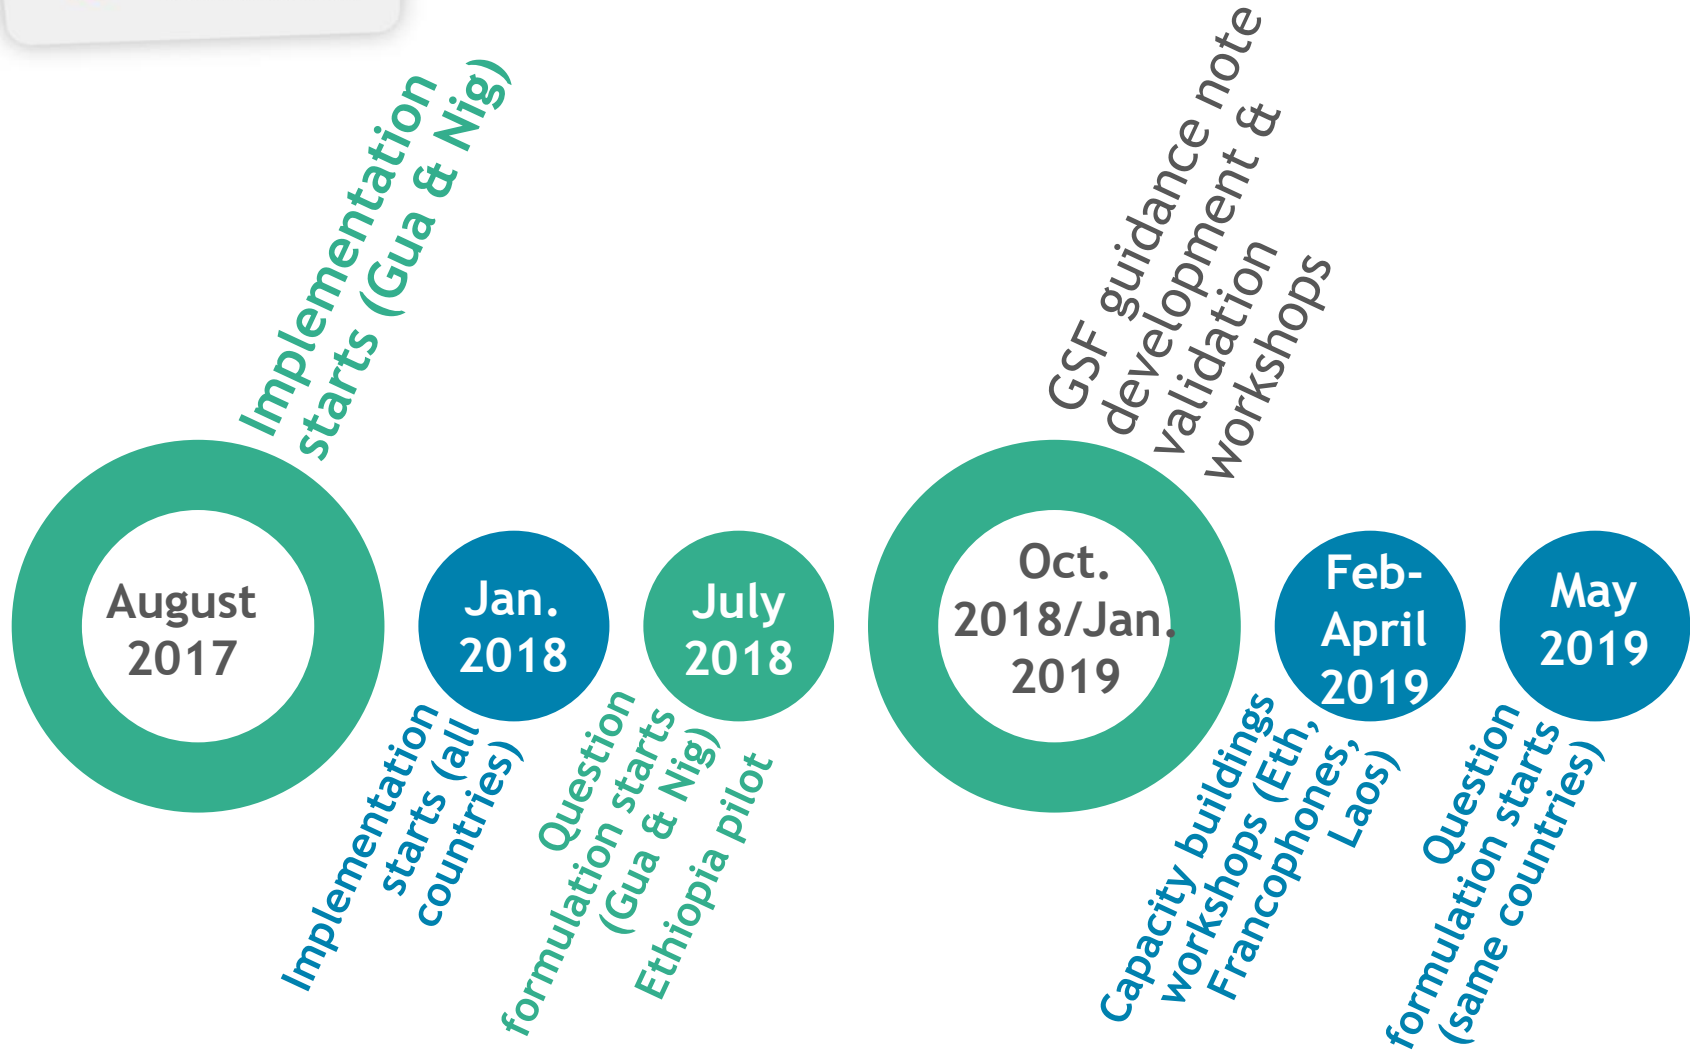 Implementation
starts (Gua & Nig)
August
2017
Jan.
2018
Implementation
starts (all
countries)
July
2018
Question
formulation starts
(Gua & Nig)
Ethiopia pilot
GSF guidance note
development &
validation
workshops
Oct.
2018/Jan.
2019
Feb-
April
2019
Capacity buildings
workshops (Eth,
Francophones,
Laos)
May
2019
Question
formulation starts
(same countries)